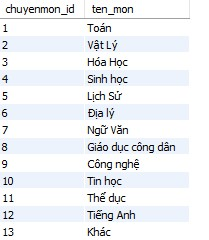 chuyenmon_id ten_mon
1 Toán
2 Vật Lý
3 Hóa Học
4 Sinh học
5 Lịch Sử
6 Địa lý
7 Ngữ Văn
8 Giáo dục công dân
9 Công nghệ
10 Tin học
11 Thể dục
12 Tiếng Anh
13 Khác